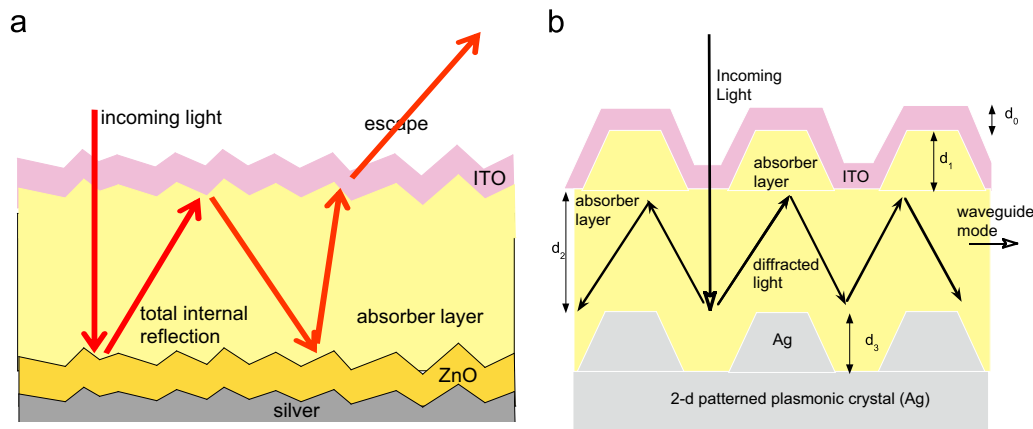 a
incoming light
escape
ITO
total internal
reflection
absorber layer
ZnO
silver
b
Incoming
Light
d0
absorber
layer
ITO
d1
absorber
layer
waveguide
mode
d2
diffracted
light
Ag
d3
2-d patterned plasmonic crystal (Ag)